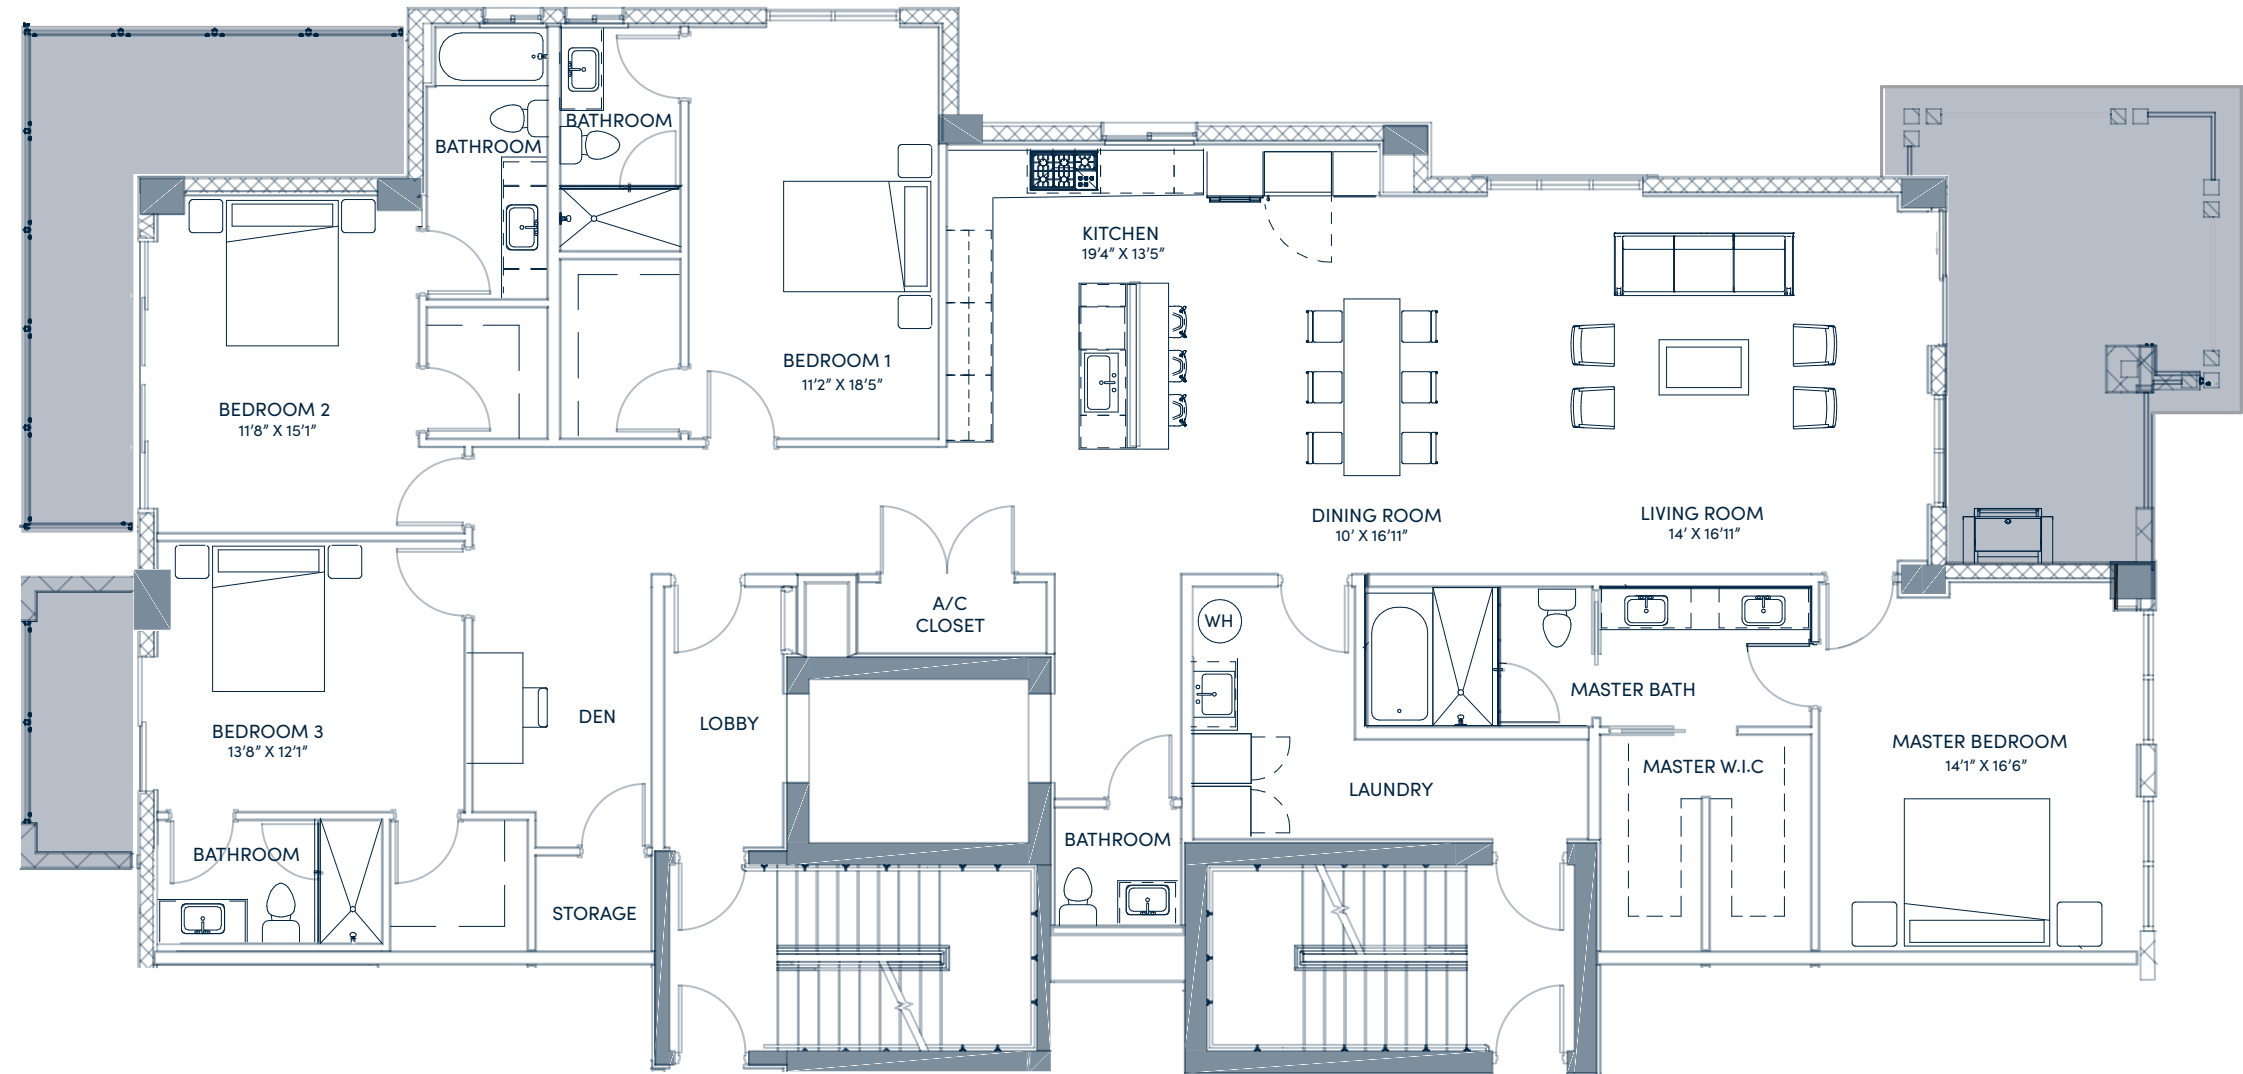 BATHROOM
BATHROOM
KITCHEN
19'4" X 13'5"
BEDROOM 1
11'2" X 18'5"
BEDROOM 2
11'8" X 15'1"
DINING ROOM
10' X 16'11"
LIVING ROOM
14' X 16'11"
A/C
CLOSET
WH
MASTER BATH
DEN
LOBBY
BEDROOM 3
13'8" X 12'1"
MASTER BEDROOM
14'1" X 16'6"
MASTER W.I.C
LAUNDRY
BATHROOM
BATHROOM
STORAGE